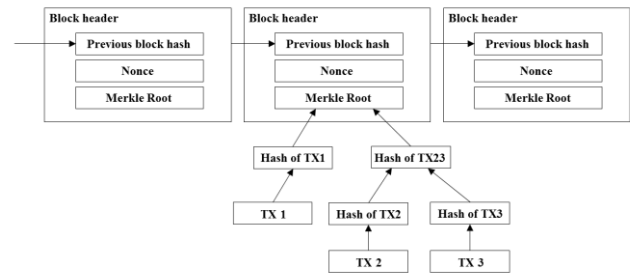 Block header
Previous block hash
Nonce
Merkle Root
Block header
Previous block hash
Nonce
Merkle Root
Block header
Previous block hash
Nonce
Merkle Root
Hash of TX1
Hash of TX23
TX 1
Hash of TX2
Hash of TX3
TX 2
TX 3